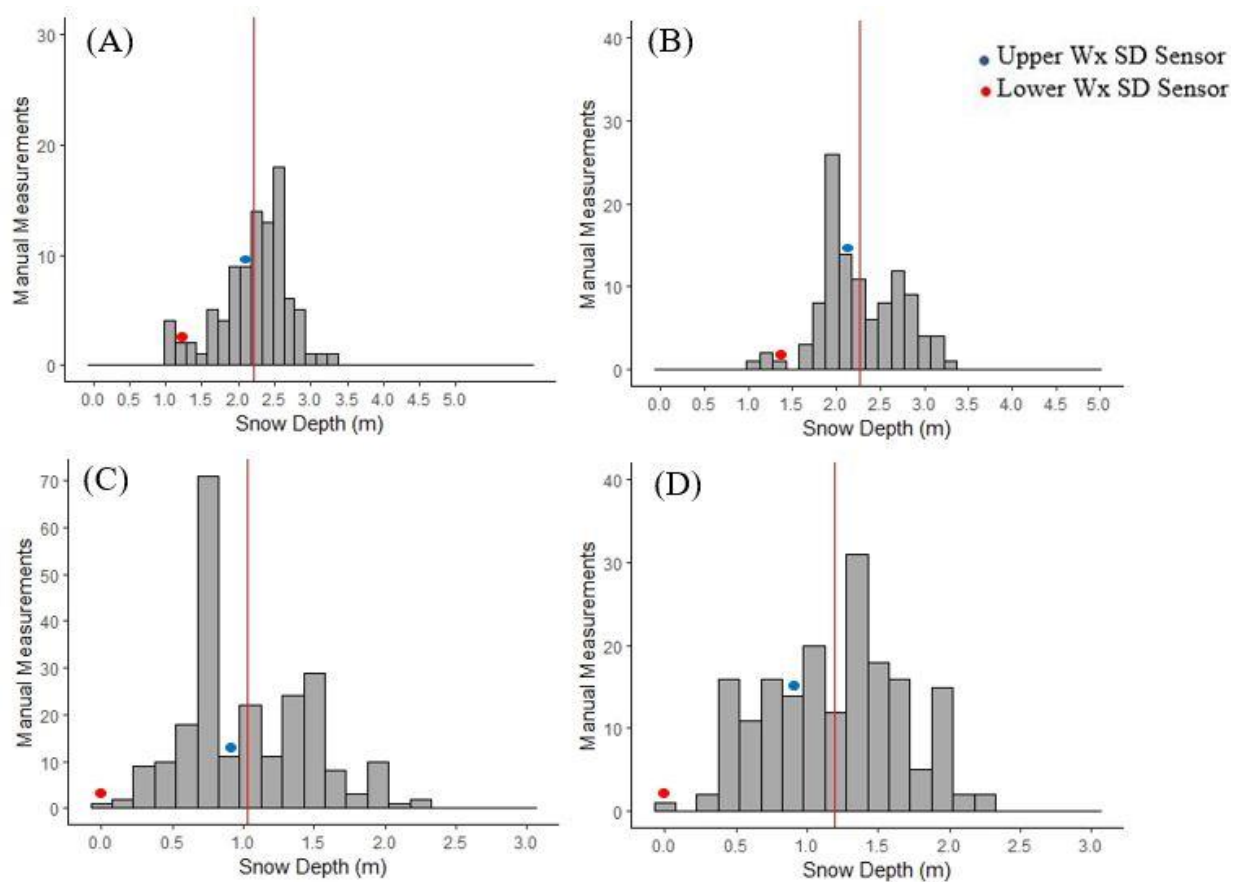 (A)
30
20
10
0
Manual Measurements
0.0 0.5 1.0 1.5 2.0 2.5 3.0 3.5 4.0 4.5 5.0
Snow Depth (m)
(B)
Upper Wx SD Sensor
Lower Wx SD Sensor
40
30
20
10
0
Manual Measurements
0.0 0.5 1.0 1.5 2.0 2.5 3.0 3.5 4.0 4.5 5.0
Snow Depth (m)
(C)
70
60
50
40
30
20
10
0
Manual Measurements
0.0 0.5 1.0 1.5 2.0 2.5 3.0
Snow Depth (m)
(D)
40
30
20
10
0
Manual Measurements
0.0 0.5 1.0 1.5 2.0 2.5 3.0
Snow Depth (m)